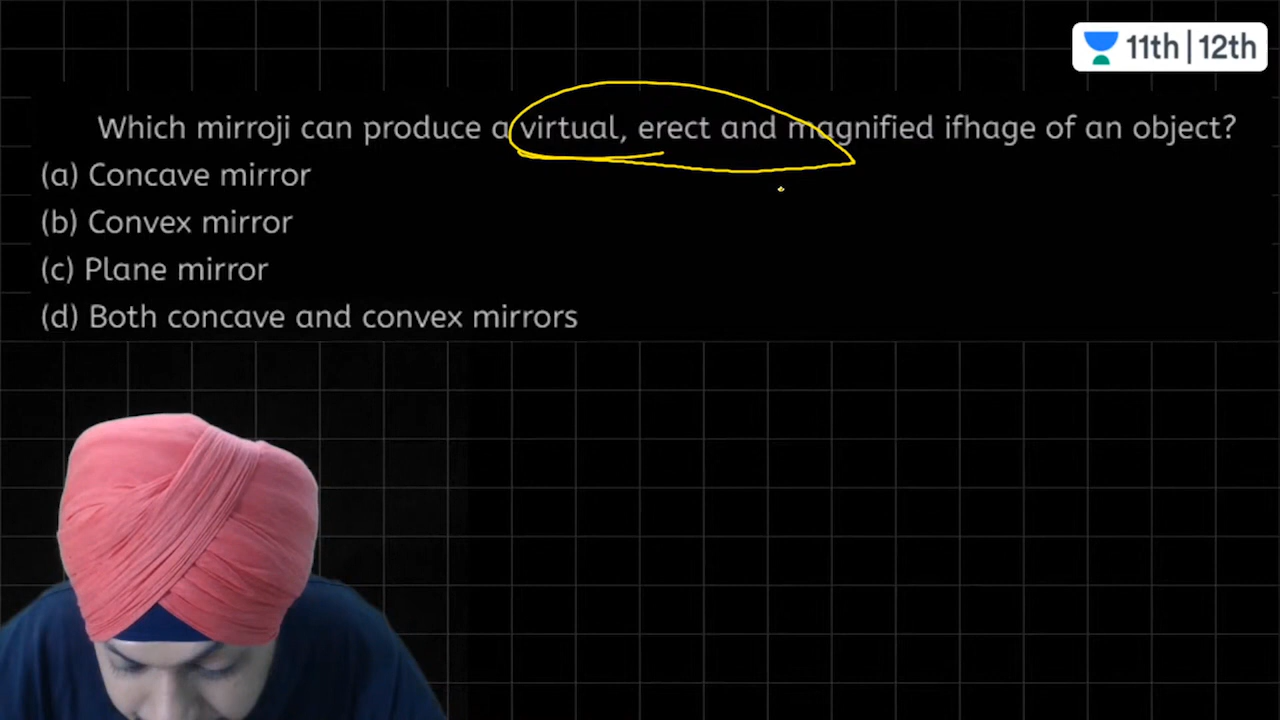 11th | 12th
Which mirroji can produce a virtual, erect and magnified ifhage of an object?
(a) Concave mirror
(b) Convex mirror
(c) Plane mirror
(d) Both concave and convex mirrors